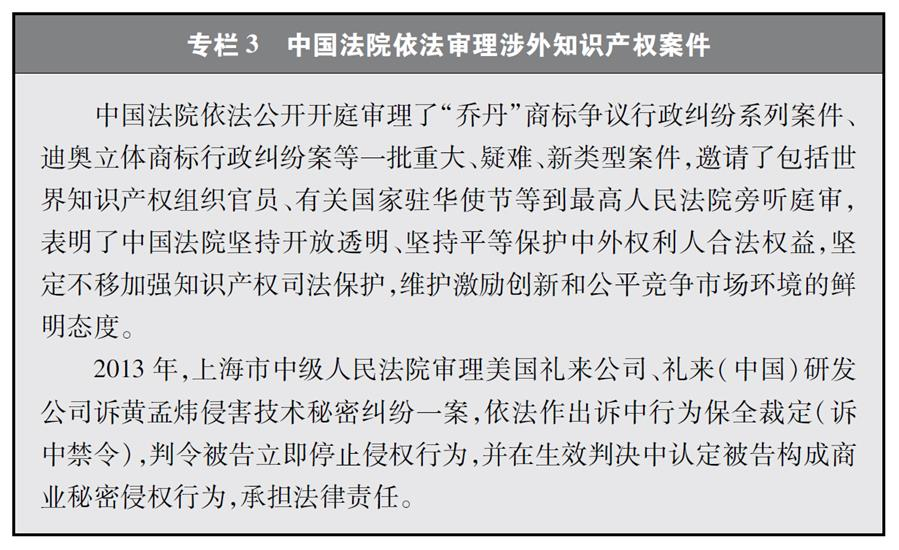 专栏 3　中国法院依法审理涉外知识产权案件
中国法院依法公开开庭审理了“乔丹”商标争议行政纠纷系列案件、
迪奥立体商标行政纠纷案等一批重大、疑难、新类型案件，邀请了包括世
界知识产权组织官员、有关国家驻华使节等到最高人民法院旁听庭审，
表明了中国法院坚持开放透明、坚持平等保护中外权利人合法权益，坚
定不移加强知识产权司法保护，维护激励创新和公平竞争市场环境的鲜
明态度。
2013 年，上海市中级人民法院审理美国礼来公司、礼来（中国）研发
公司诉黄孟炜侵害技术秘密纠纷一案，依法作出诉中行为保全裁定（诉
中禁令），判令被告立即停止侵权行为，并在生效判决中认定被告构成商
业秘密侵权行为，承担法律责任。